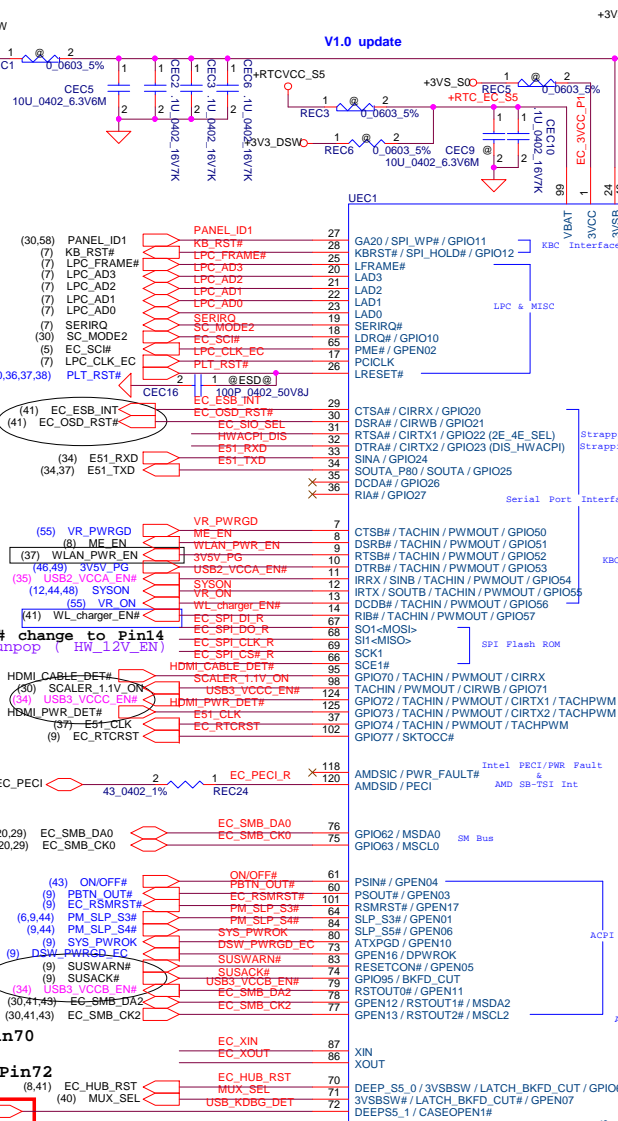 W
+3V
V1.0 update
1 @ 2
C1 0_0603_5%
CEC5
10U_0402_6.3V6M
CEC2 .1U_0402_16V7K
CEC3 .1U_0402_16V7K
CEC6 .1U_0402_16V7K
+RTCVCC_S5
1 @ 2
REC3 0_0603_5%
+3V3_DSW
1 @ 2
REC6 0_0603_5%
+3VS_S0
1 @ 2
REC5 0_0603_5%
+RTC_EC_S5
CEC9 @
10U_0402_6.3V6M
CEC10 .1U_0402_16V7K
EC_3VCC_P1
UEC1
99 VBAT
1 3VCC
24 3VSB
(30,58) PANEL_ID1 PANEL_ID1 27 GA20 / SPI_WP# / GPIO11
(7) KB_RST# KB_RST# 28 KBRST# / SPI_HOLD# / GPIO12
KBC Interface
(7) LPC_FRAME# LPC_FRAME# 25 LFRAME#
(7) LPC_AD3 LPC_AD3 20 LAD3
(7) LPC_AD2 LPC_AD2 21 LAD2
(7) LPC_AD1 LPC_AD1 22 LAD1
(7) LPC_AD0 LPC_AD0 23 LAD0
LPC & MISC
(7) SERIRQ SERIRQ 19 SERIRQ#
(30) SC_MODE2 SC_MODE2 18 LDRQ# / GPIO10
(5) EC_SCI# EC_SCI# 65 PME# / GPEN02
(7) LPC_CLK_EC LPC_CLK_EC 17 PCICLK
0,36,37,38) PLT_RST# PLT_RST# 26 LRESET#
2 1 @ESD@
CEC16 100P_0402_50V8J
(41) EC_ESB_INT EC_ESB_INT 29 CTSA# / CIRRX / GPIO20
(41) EC_OSD_RST# EC_OSD_RST# 30 DSRA# / CIRWB / GPIO21
EC_SIO_SEL 31 RTSA# / CIRTX1 / GPIO22 (2E_4E_SEL)
Strapp
HWACPI_DIS 32 DTRA# / CIRTX2 / GPIO23 (DIS_HWACPI)
Strappi
(34) E51_RXD E51_RXD 33 SINA / GPIO24
(34,37) E51_TXD E51_TXD 34 SOUTA_P80 / SOUTA / GPIO25
35 DCDA# / GPIO26
36 RIA# / GPIO27
Serial Port Interfa
(55) VR_PWRGD VR_PWRGD 7 CTSB# / TACHIN / PWMOUT / GPIO50
(8) ME_EN ME_EN 8 DSRB# / TACHIN / PWMOUT / GPIO51
(37) WLAN_PWR_EN WLAN_PWR_EN 9 RTSB# / TACHIN / PWMOUT / GPIO52
(46,49) 3V5V_PG 3V5V_PG 10 DTRB# / TACHIN / PWMOUT / GPIO53
KBC
(35) USB2_VCCA_EN# USB2_VCCA_EN# 11 IRRX / SINB / TACHIN / PWMOUT / GPIO54
(12,44,48) SYSON SYSON 12 IRTX / SOUTB / TACHIN / PWMOUT / GPIO55
(55) VR_ON VR_ON 13 DCDB# / TACHIN / PWMOUT / GPIO56
(41) WL_charger_EN# WL_charger_EN# 14 RIB# / TACHIN / PWMOUT / GPIO57
# change to Pin14
unpop ( HW_12V_EN)
EC_SPI_DI_R 67 SO1<MOSI>
EC_SPI_DO_R 68 SI1<MISO>
EC_SPI_CLK_R 69 SCK1
EC_SPI_CS#_R 66 SCE1#
SPI Flash ROM
HDMI_CABLE_DET# HDMI_CABLE_DET# 95 GPIO70 / TACHIN / PWMOUT / CIRRX
(30) SCALER_1.1V_ON SCALER_1.1V_ON 98 TACHIN / PWMOUT / CIRWB / GPIO71
(34) USB3_VCCC_EN# USB3_VCCC_EN# 124 GPIO72 / TACHIN / PWMOUT / CIRTX1 / TACHPWM
HDMI_PWR_DET# HDMI_PWR_DET# 125 GPIO73 / TACHIN / PWMOUT / CIRTX2 / TACHPWM
(37) E51_CLK E51_CLK 37 GPIO74 / TACHIN / PWMOUT / TACHPWM
(9) EC_RTCRST EC_RTCRST 102 GPIO77 / SKTOCC#
118 AMDSIC / PWR_FAULT#
EC_PECI 2 1 EC_PECI_R 120 AMDSID / PECI
43_0402_1% REC24
Intel PECI/PWR Fault
&
AMD SB-TSI Int
20,29) EC_SMB_DA0 EC_SMB_DA0 76 GPIO62 / MSDA0
20,29) EC_SMB_CK0 EC_SMB_CK0 75 GPIO63 / MSCL0
SM Bus
(43) ON/OFF# ON/OFF# 61 PSIN# / GPEN04
(9) PBTN_OUT# PBTN_OUT# 60 PSOUT# / GPEN03
(9) EC_RSMRST# EC_RSMRST# 101 RSMRST# / GPEN17
(6,9,44) PM_SLP_S3# PM_SLP_S3# 64 SLP_S3# / GPEN01
(9,44) PM_SLP_S4# PM_SLP_S4# 84 SLP_S5# / GPEN06
(9) SYS_PWROK SYS_PWROK 80 ATXPGD / GPEN10
(9) DSW_PWRGD_EC DSW_PWRGD_EC 73 GPEN16 / DPWROK
(9) SUSWARN# SUSWARN# 83 RESETCON# / GPEN05
(9) SUSACK# SUSACK# 74 GPIO95 / BKFD_CUT
(34) USB3_VCCB_EN# USB3_VCCB_EN# 79 RSTOUT0# / GPEN11
(30,41,43) EC_SMB_DA2 EC_SMB_DA2 78 GPEN12 / RSTOUT1# / MSDA2
(30,41,43) EC_SMB_CK2 EC_SMB_CK2 77 GPEN13 / RSTOUT2# / MSCL2
ACPI
in70
EC_XIN 87 XIN
EC_XOUT 86 XOUT
Pin72
(8,41) EC_HUB_RST EC_HUB_RST 70 DEEP_S5_0 / 3VSBSW / LATCH_BKFD_CUT / GPIO
(40) MUX_SEL MUX_SEL 71 3VSBSW# / LATCH_BKFD_CUT# / GPEN07
USB_KDBG_DET 72 DEEPS5_1 / CASEOPEN1#